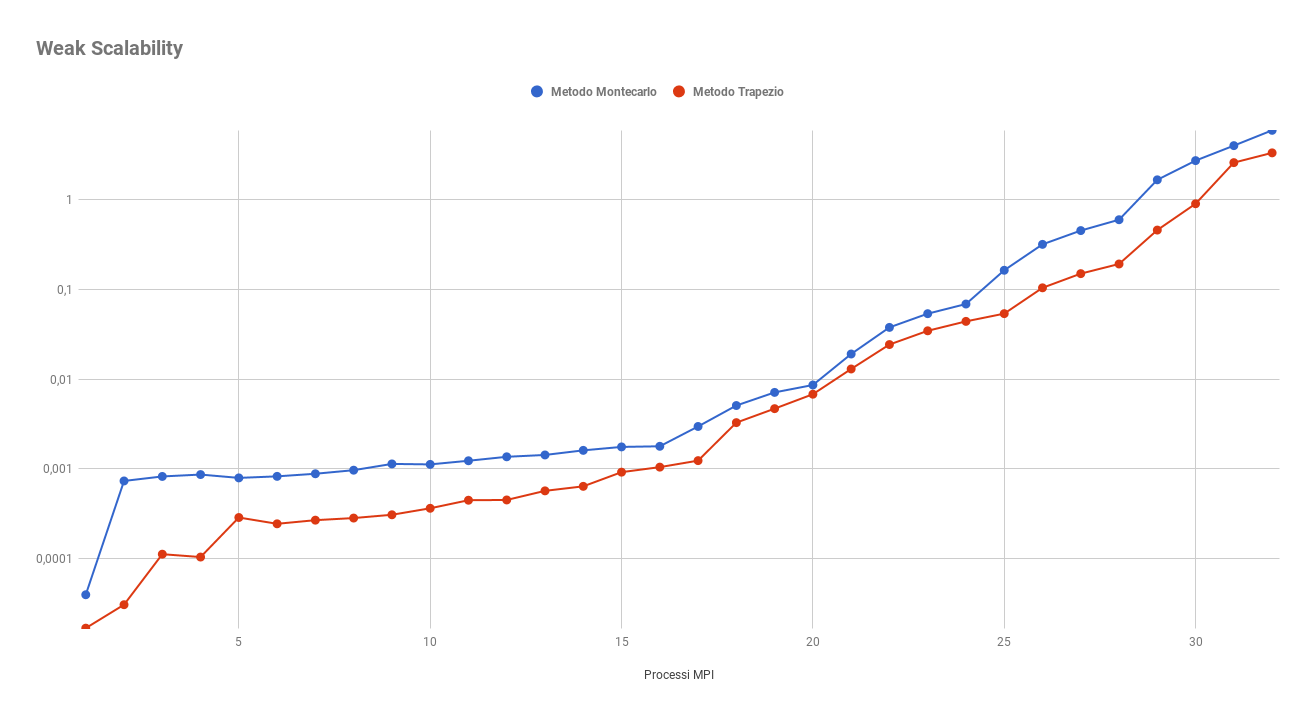 Weak Scalability
Metodo Montecarlo Metodo Trapezio
1
0,1
0,01
0,001
0,0001
5 10 15 20 25 30
Processi MPI